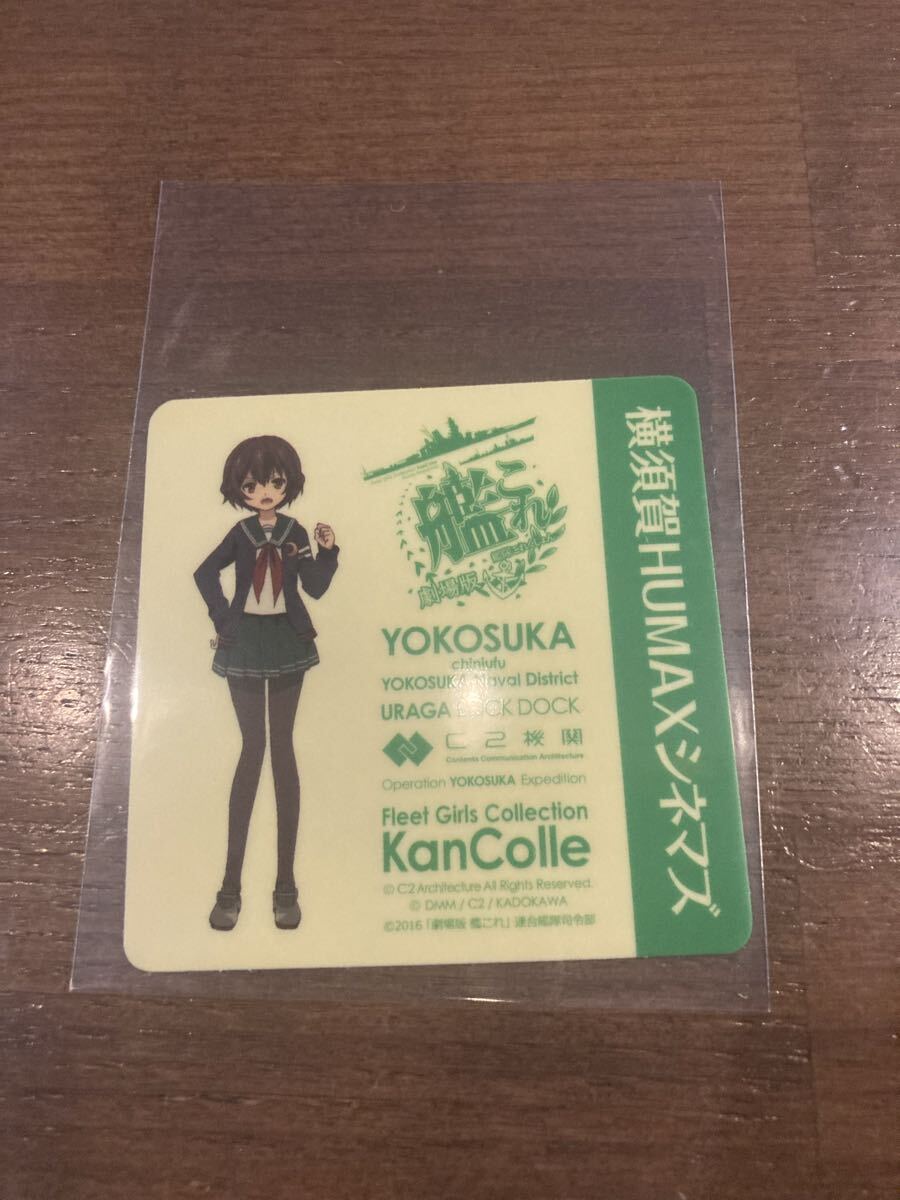 艦これ
劇場版
YOKOSUKA
chinjufu
YOKOSUKA Naval District
URAGA DOCK DOCK
C2機関
Contents Communication Architecture
Operation YOKOSUKA Expedition
Fleet Girls Collection
KanColle
© C2 Architecture All Rights Reserved.
© DMM / C2 / KADOKAWA
©2016「劇場版 艦これ」連合艦隊司令部
横須賀HUMAXシネマズ